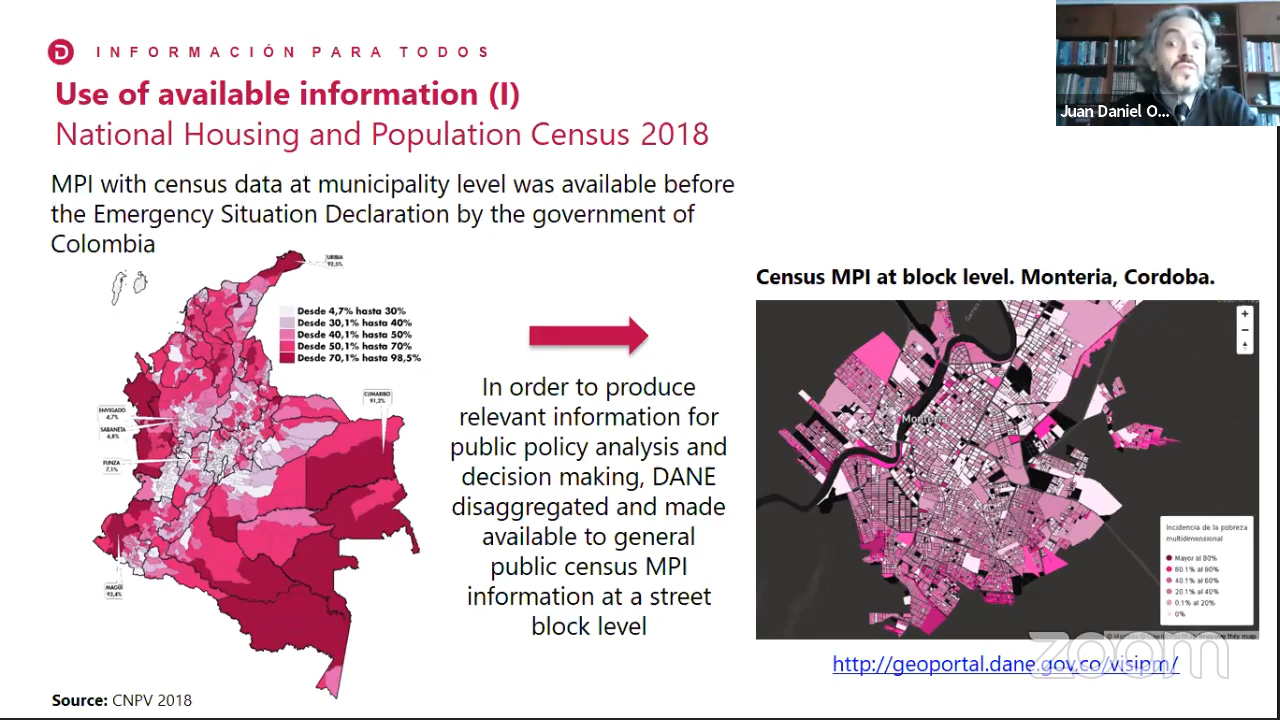 INFORMACIÓN PARA TODOS
Use of available information (I)
National Housing and Population Census 2018
MPI with census data at municipality level was available before
the Emergency Situation Declaration by the government of
Colombia
URIBIA
92,5%
Desde 4,7% hasta 30%
Desde 30,1% hasta 40%
Desde 40,1% hasta 50%
Desde 50,1% hasta 70%
Desde 70,1% hasta 98,5%
CUMARIBO
91,2%
ENVIGADO
4,7%
SABANETA
4,8%
FUNZA
7,1%
MAGÜÍ
In order to produce
relevant information for
public policy analysis and
decision making, DANE
disaggregated and made
available to general
public census MPI
information at a street
block level
Source: CNPV 2018
Juan Daniel O...
Census MPI at block level. Monteria, Cordoba.
+
−
Incidencia de la pobreza
multidimensional
Mayor al 80%
60.1% al 80%
40.1% al 60%
20.1% al 40%
0.1% al 20%
0%
Improve this map
http://geoportal.dane.gov.co/visipm/
zoom